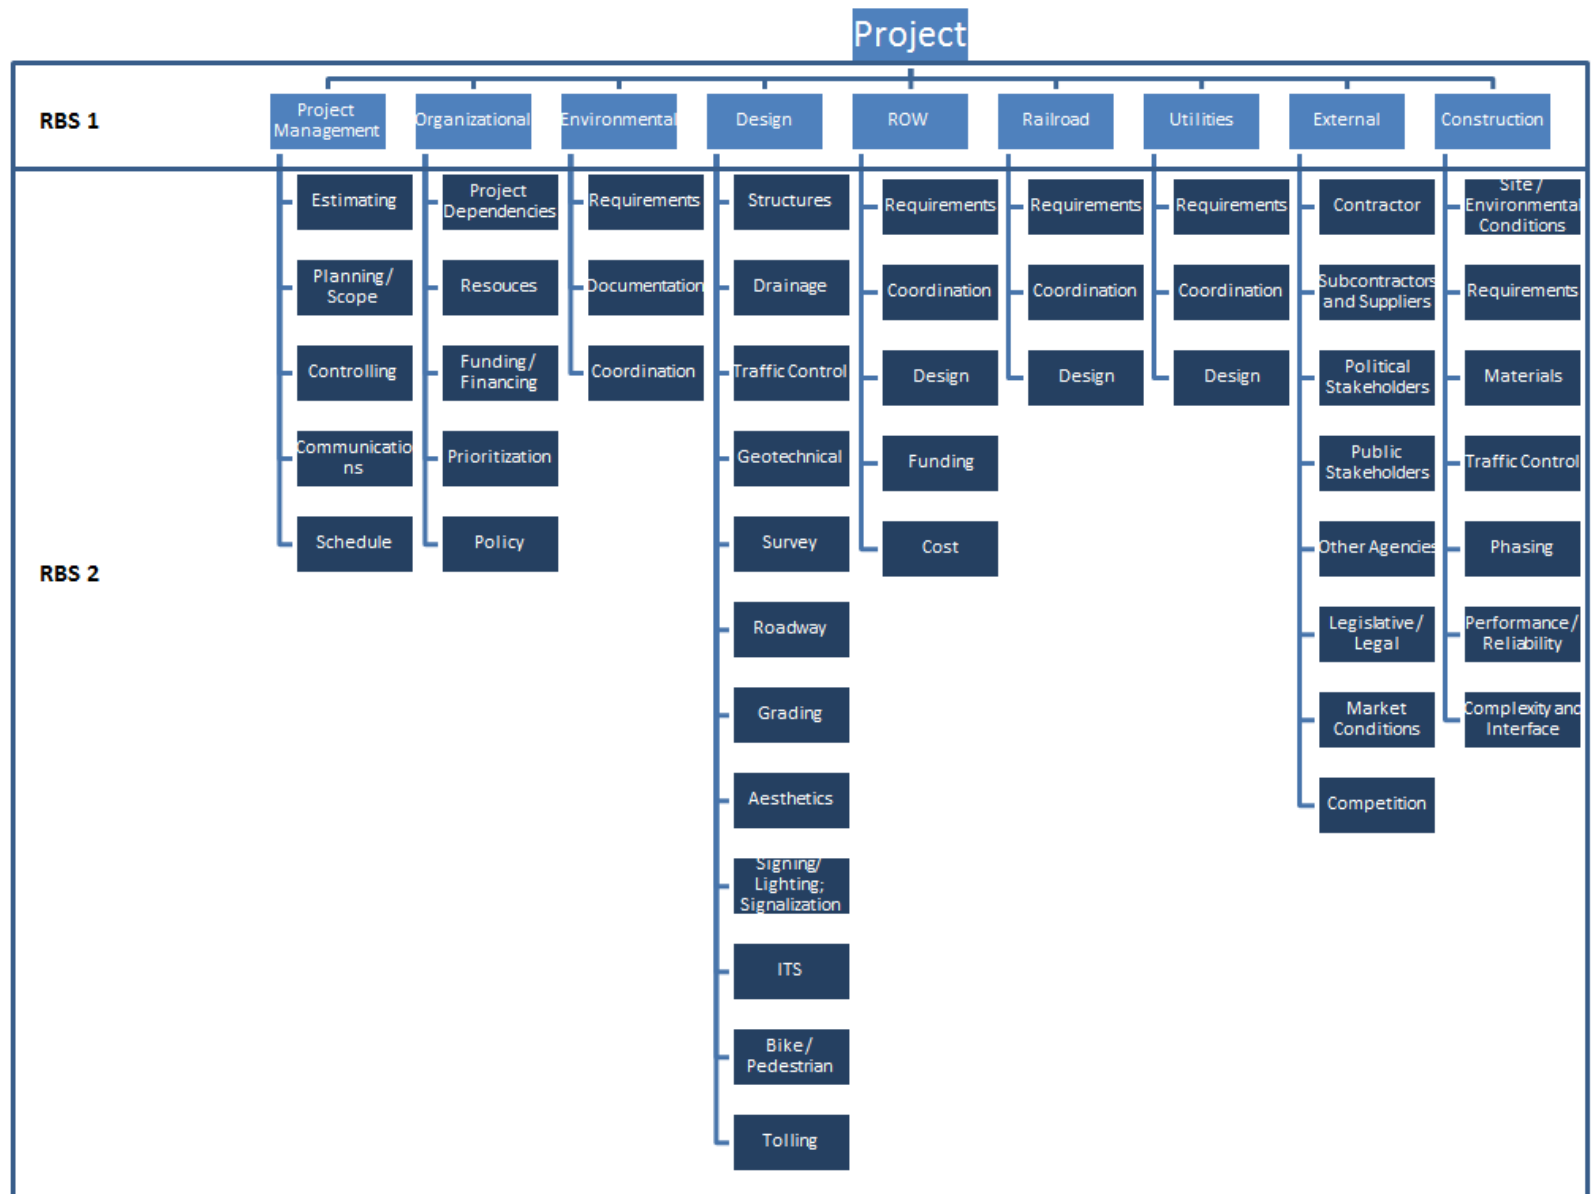 Project
RBS 1
Project
Management
Organizational
Environmental
Design
ROW
Railroad
Utilities
External
Construction
RBS 2
Estimating
Planning/
Scope
Controlling
Communicatio
ns
Schedule
Project
Dependencies
Resouces
Funding/
Financing
Prioritization
Policy
Requirements
Documentation
Coordination
Structures
Drainage
Traffic Control
Geotechnical
Survey
Roadway
Grading
Aesthetics
Signing/
Lighting;
Signalization
ITS
Bike/
Pedestrian
Tolling
Requirements
Coordination
Design
Funding
Cost
Requirements
Coordination
Design
Requirements
Coordination
Design
Contractor
Subcontractors
and Suppliers
Political
Stakeholders
Public
Stakeholders
Other Agencies
Legislative/
Legal
Market
Conditions
Competition
Site /
Environmental
Conditions
Requirements
Materials
Traffic Control
Phasing
Performance/
Reliability
Complexity and
Interface